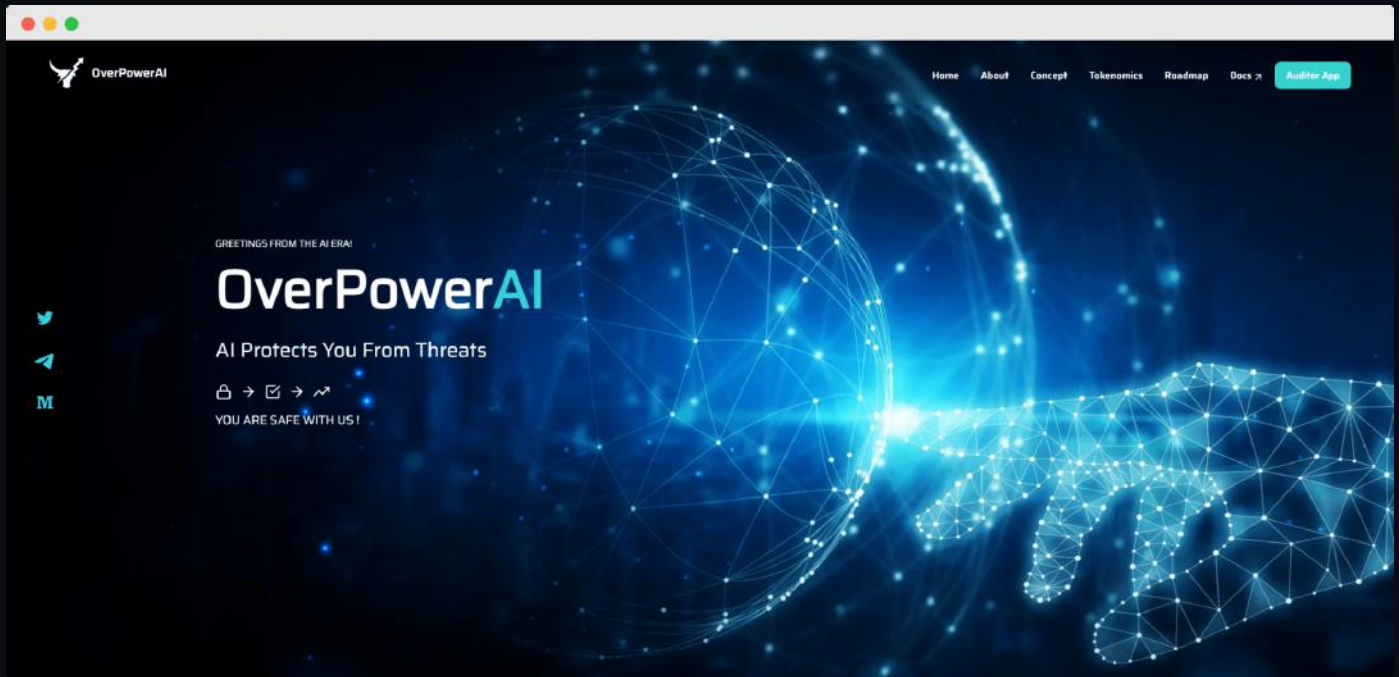 OverPowerAI
Home About Concept Tokenomics Roadmap Docs Auditor App
GREETINGS FROM THE AI ERA!
OverPowerAI
AI Protects You From Threats
YOU ARE SAFE WITH US !
M